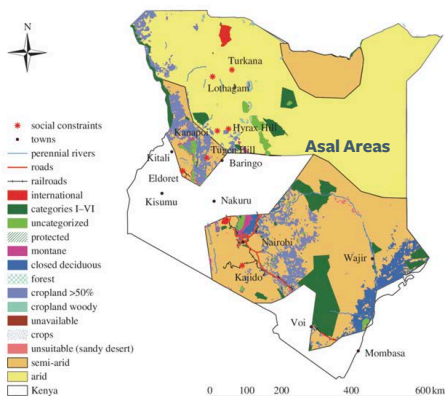 N
Turkana
Lothagam
Kanapoi
Hyrax Hill
Tugen Hill
Asal Areas
Kitali
Baringo
Eldoret
Kisumu
Nakuru
Nairobi
Wajir
Kajido
Voi
Mombasa
social constraints
towns
perennial rivers
roads
railroads
international
categories I–VI
uncategorized
protected
montane
closed deciduous
forest
cropland >50%
cropland woody
unavailable
crops
unsuitable (sandy desert)
semi-arid
arid
Kenya
0 100 200 400 600 km